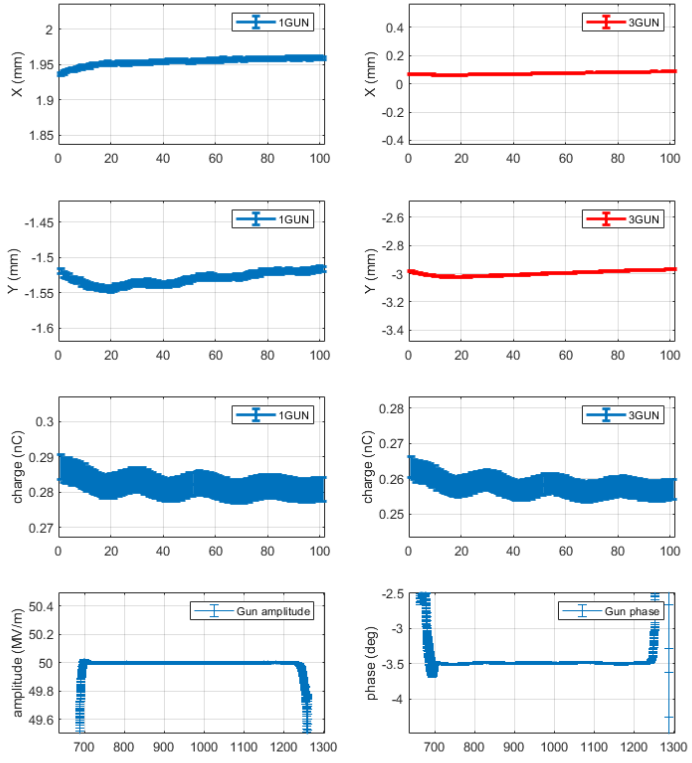 2
1.95
1.9
1.85
X (mm)
1GUN
0 20 40 60 80 100
0.4
0.2
0
-0.2
-0.4
X (mm)
3GUN
0 20 40 60 80 100
-1.45
-1.5
-1.55
-1.6
Y (mm)
1GUN
0 20 40 60 80 100
-2.6
-2.8
-3
-3.2
-3.4
Y (mm)
3GUN
0 20 40 60 80 100
0.3
0.29
0.28
0.27
charge (nC)
1GUN
0 20 40 60 80 100
0.28
0.27
0.26
0.25
charge (nC)
3GUN
0 20 40 60 80 100
50.4
50.2
50
49.8
49.6
amplitude (MV/m)
Gun amplitude
700 800 900 1000 1100 1200 1300
-2.5
-3
-3.5
-4
phase (deg)
Gun phase
700 800 900 1000 1100 1200 1300